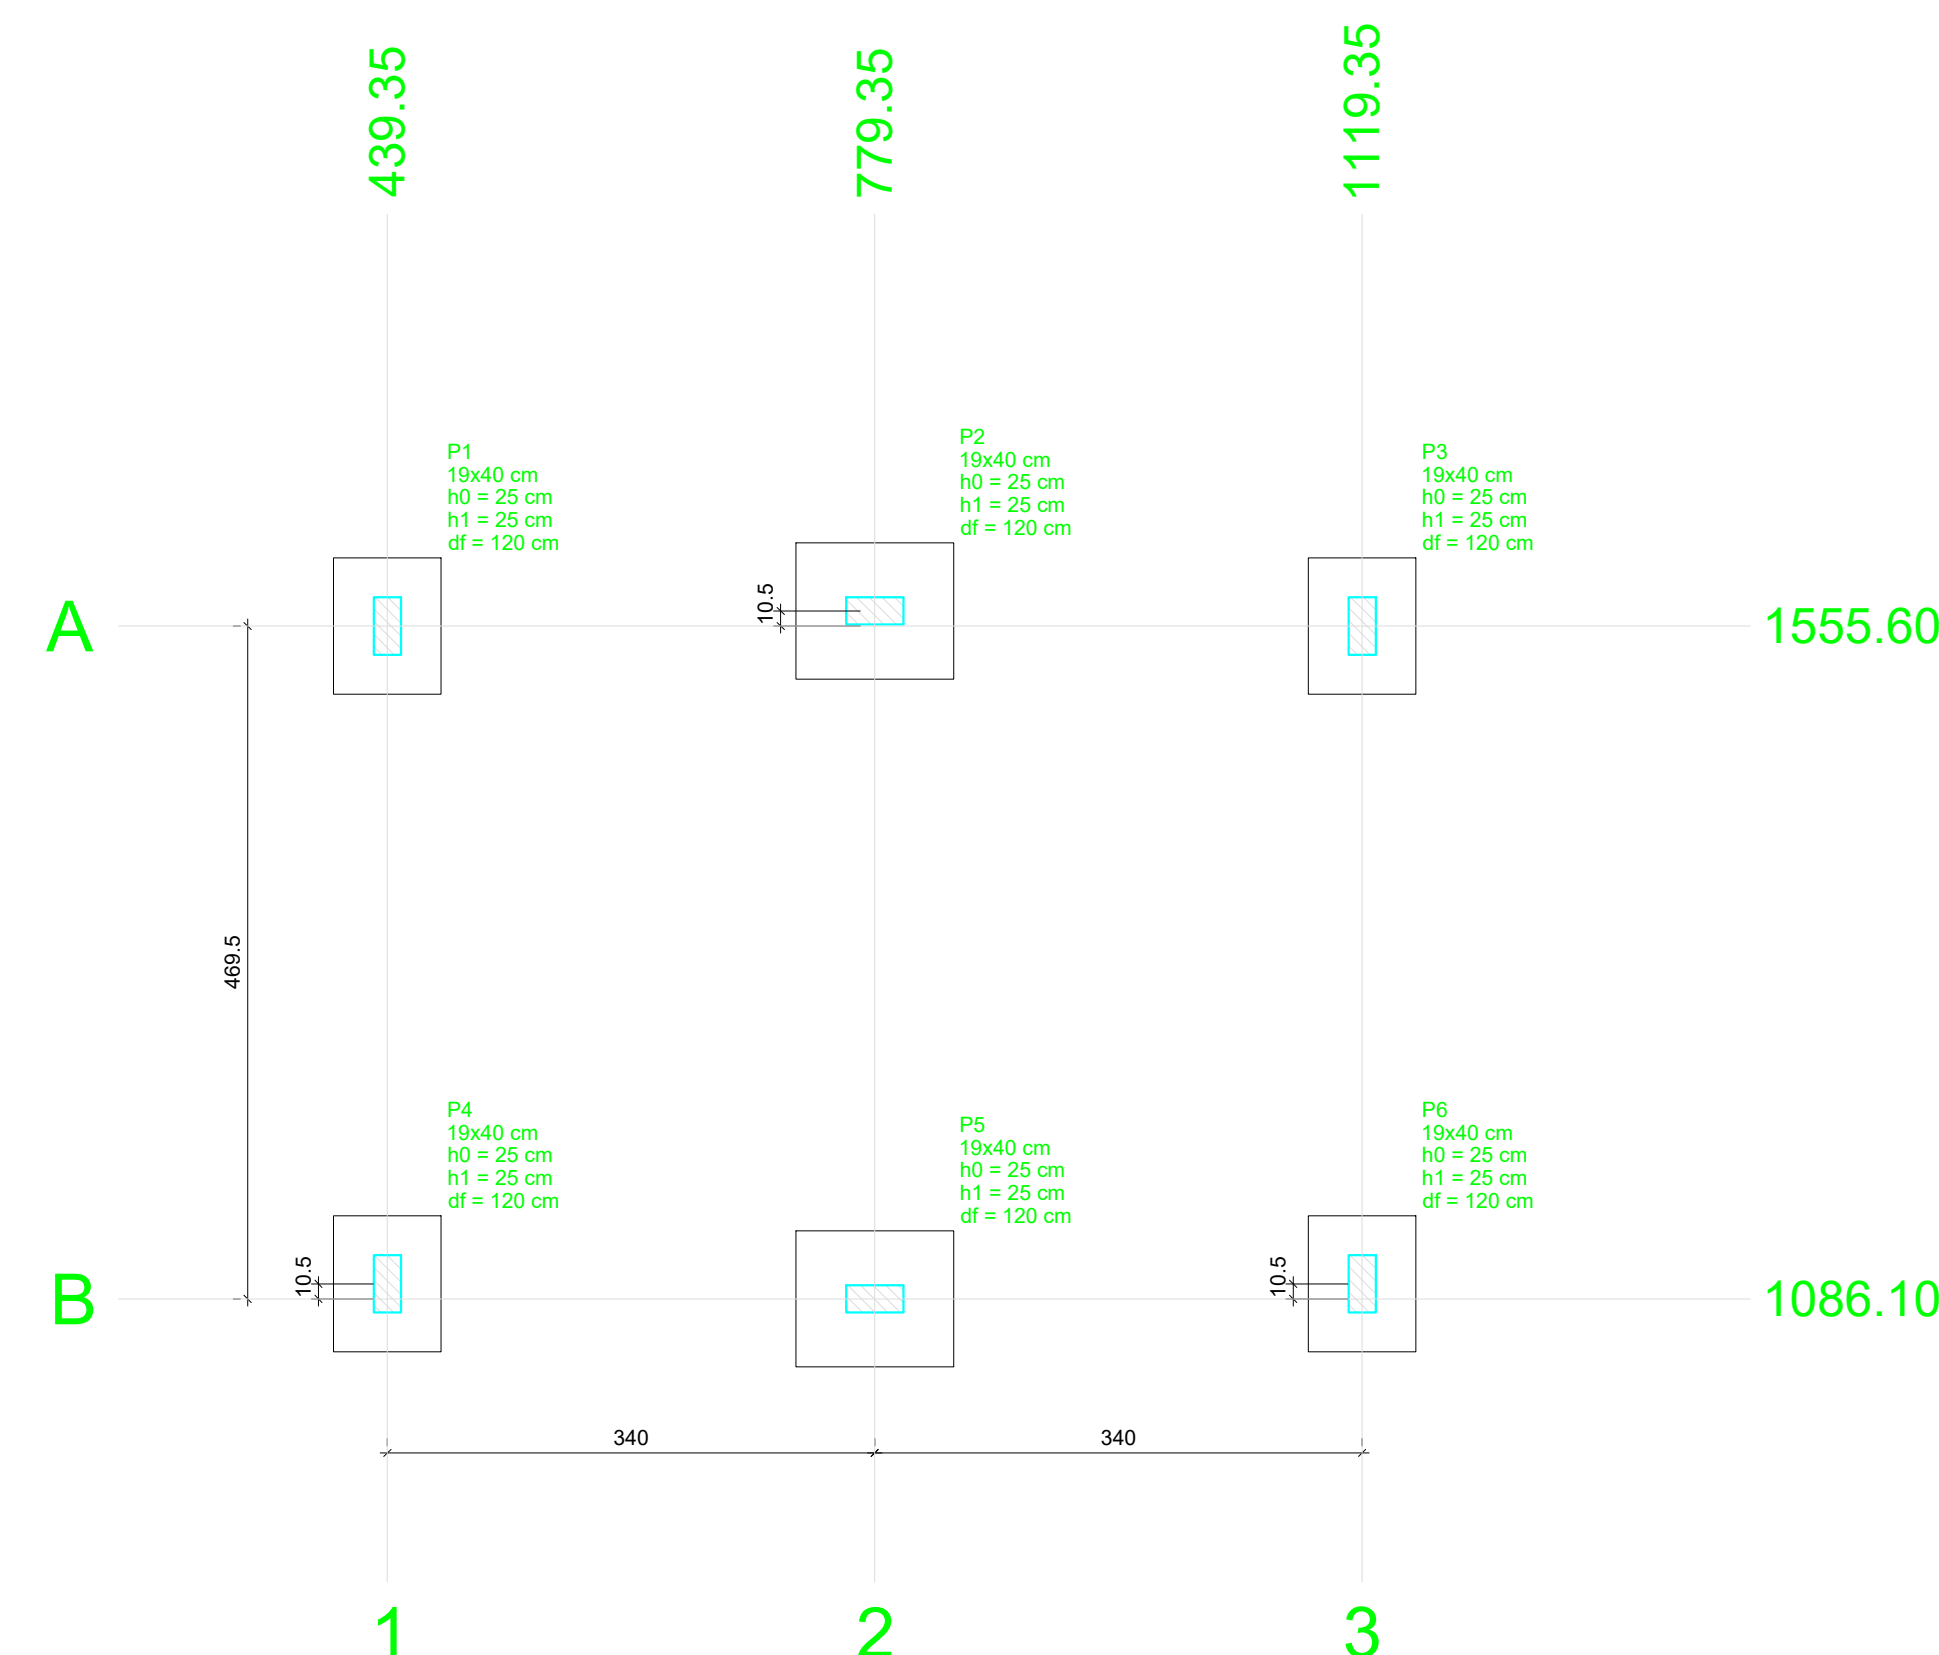 439.35
779.35
1119.35
P1
19x40 cm
h0 = 25 cm
h1 = 25 cm
df = 120 cm
P2
19x40 cm
h0 = 25 cm
h1 = 25 cm
df = 120 cm
P3
19x40 cm
h0 = 25 cm
h1 = 25 cm
df = 120 cm
10.5
A
1555.60
469.5
P4
19x40 cm
h0 = 25 cm
h1 = 25 cm
df = 120 cm
P5
19x40 cm
h0 = 25 cm
h1 = 25 cm
df = 120 cm
P6
19x40 cm
h0 = 25 cm
h1 = 25 cm
df = 120 cm
10.5
10.5
B
1086.10
340
340
1
2
3